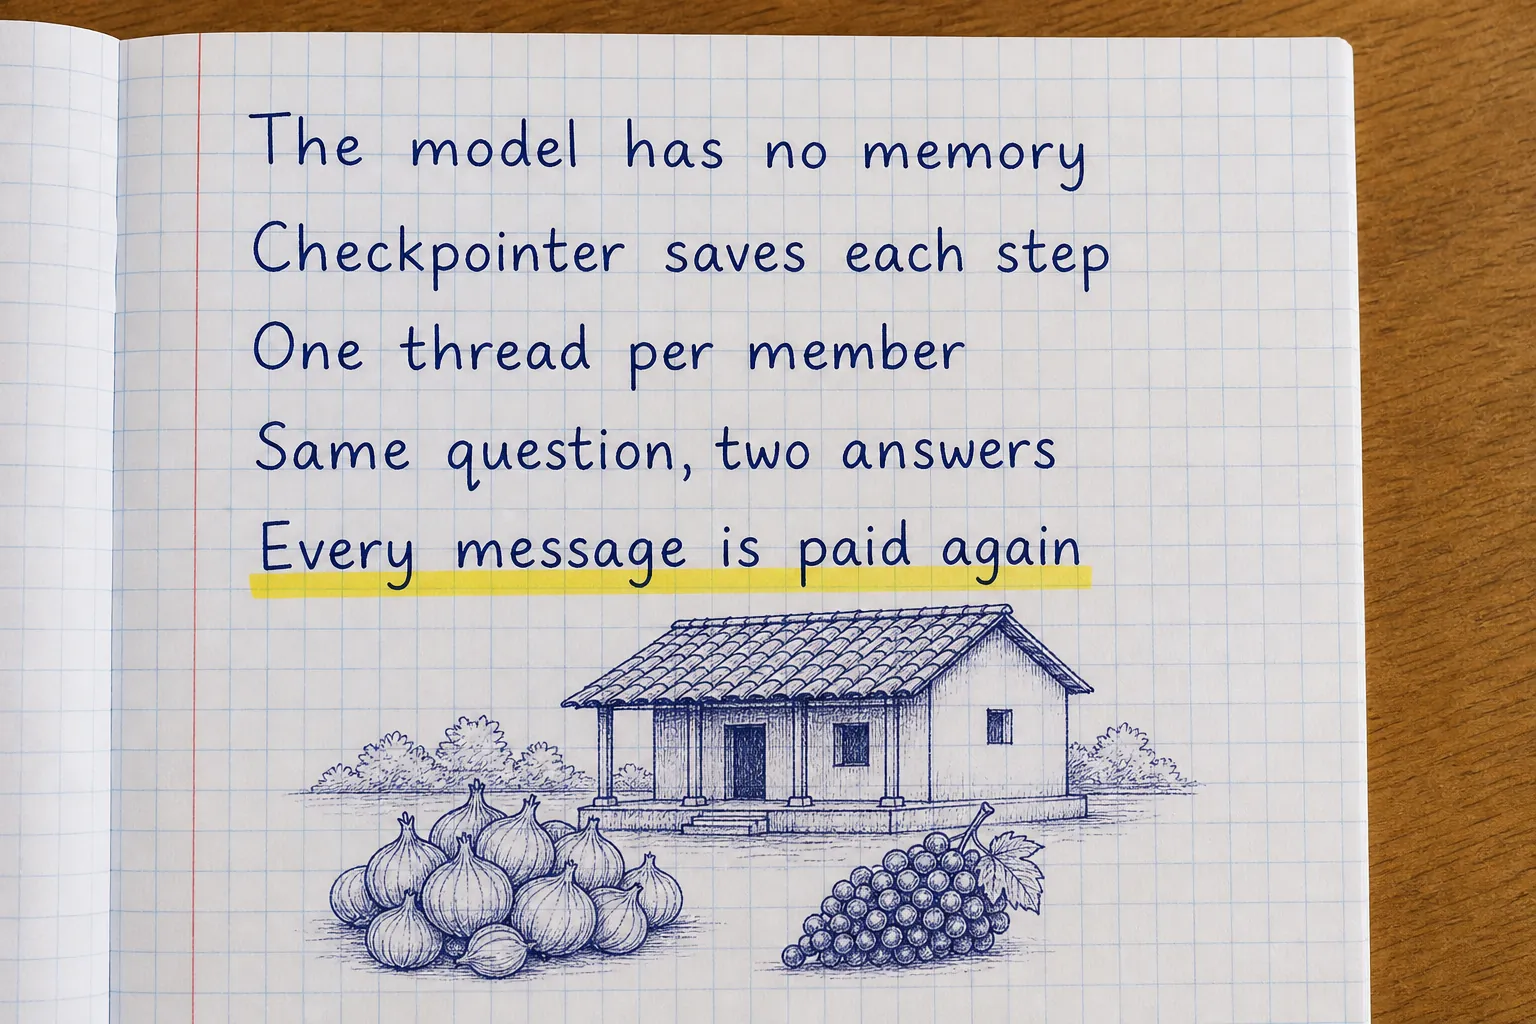 The model has no memory
Checkpointer saves each step
One thread per member
Same question, two answers
Every message is paid again